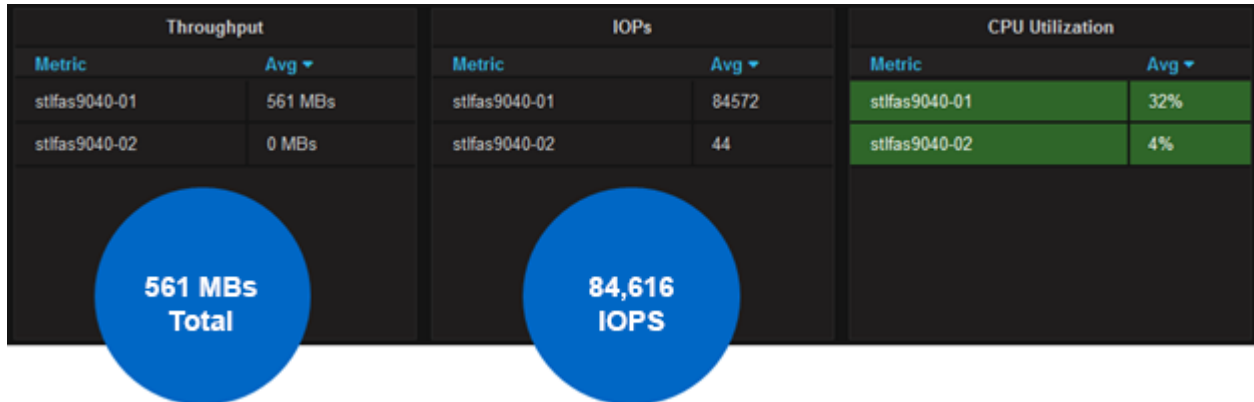 Throughput
Metric Avg
stlfas9040-01 561 MBs
stlfas9040-02 0 MBs
561 MBs
Total
IOPs
Metric Avg
stlfas9040-01 84572
stlfas9040-02 44
84,616
IOPS
CPU Utilization
Metric Avg
stlfas9040-01 32%
stlfas9040-02 4%